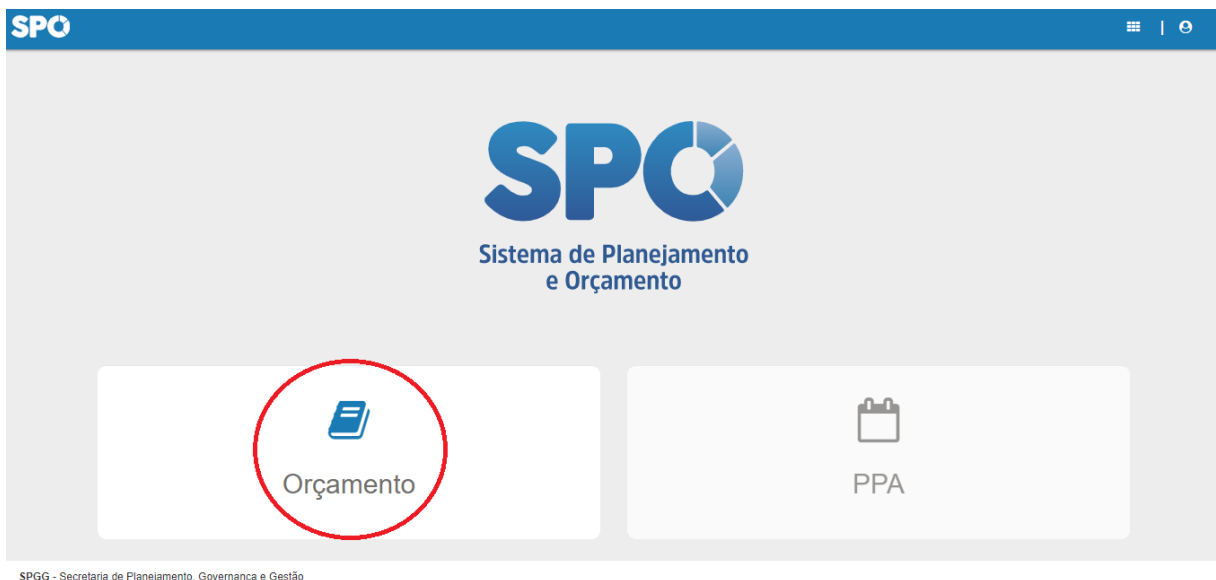 SPO
SPO
Sistema de Planejamento
e Orçamento
Orçamento
PPA
SPGG - Secretaria de Planejamento, Governança e Gestão